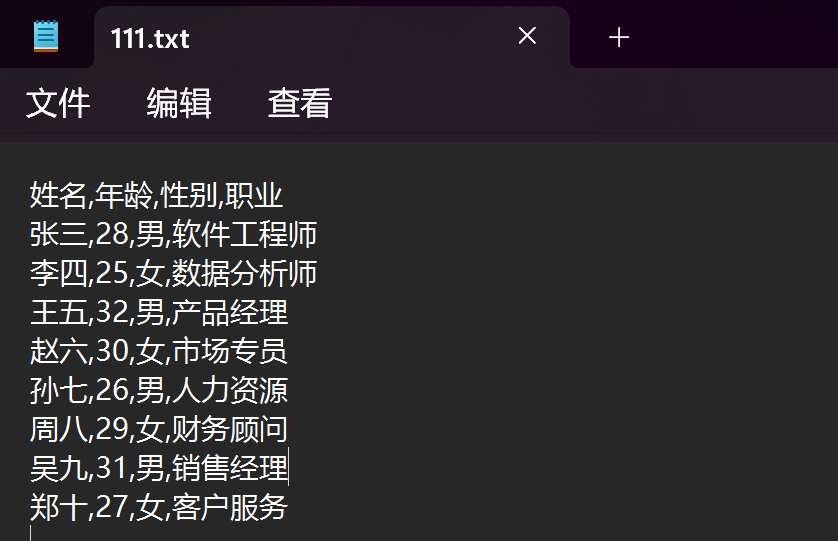 111.txt
文件 编辑 查看
姓名,年龄,性别,职业
张三,28,男,软件工程师
李四,25,女,数据分析师
王五,32,男,产品经理
赵六,30,女,市场专员
孙七,26,男,人力资源
周八,29,女,财务顾问
吴九,31,男,销售经理
郑十,27,女,客户服务